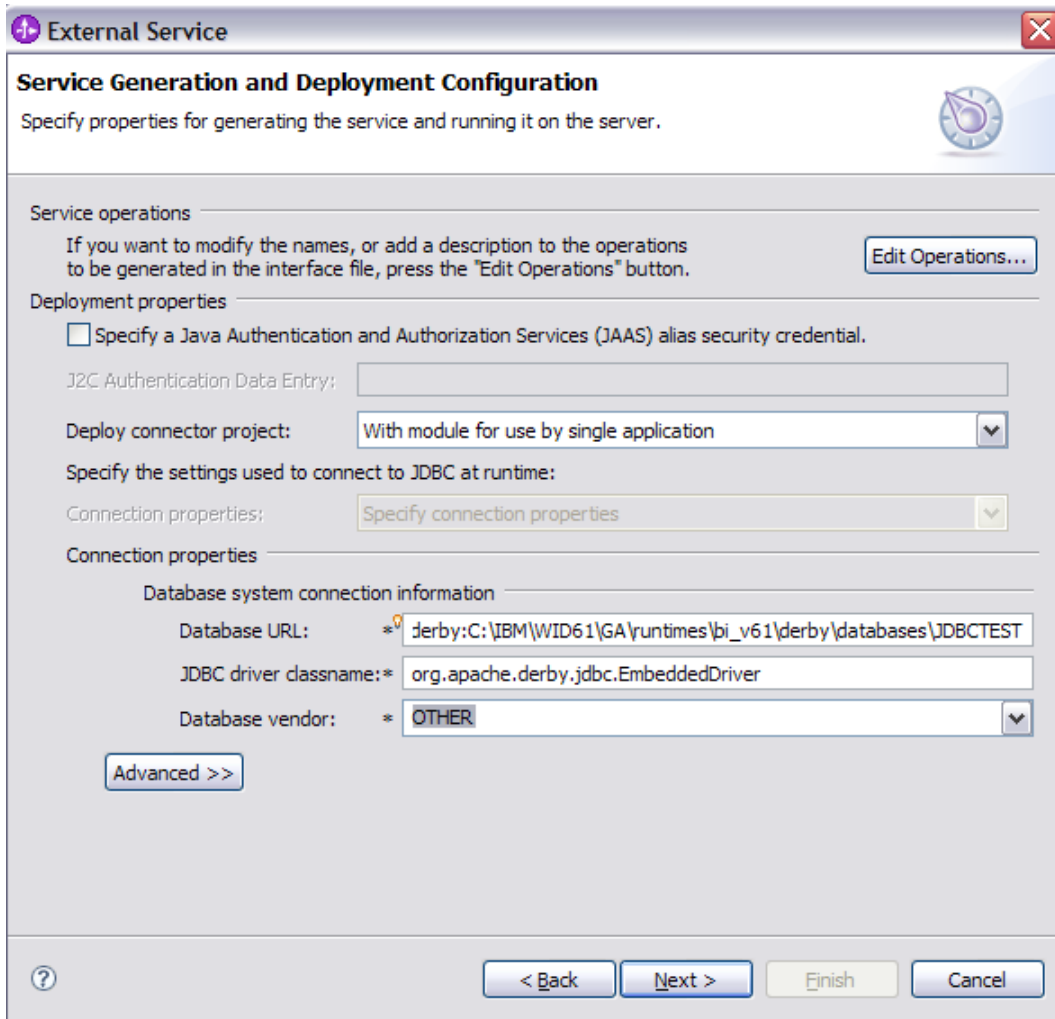 External Service
Service Generation and Deployment Configuration
Specify properties for generating the service and running it on the server.
Service operations
If you want to modify the names, or add a description to the operations
to be generated in the interface file, press the "Edit Operations" button.
Edit Operations...
Deployment properties
Specify a Java Authentication and Authorization Services (JAAS) alias security credential.
J2C Authentication Data Entry:
Deploy connector project: With module for use by single application
Specify the settings used to connect to JDBC at runtime:
Connection properties: Specify connection properties
Connection properties
Database system connection information
Database URL: * derby:C:\IBM\WID61\GA\runtimes\bi_v61\derby\databases\JDBCTEST
JDBC driver classname:* org.apache.derby.jdbc.EmbeddedDriver
Database vendor: * OTHER
Advanced >>
? < Back Next > Finish Cancel